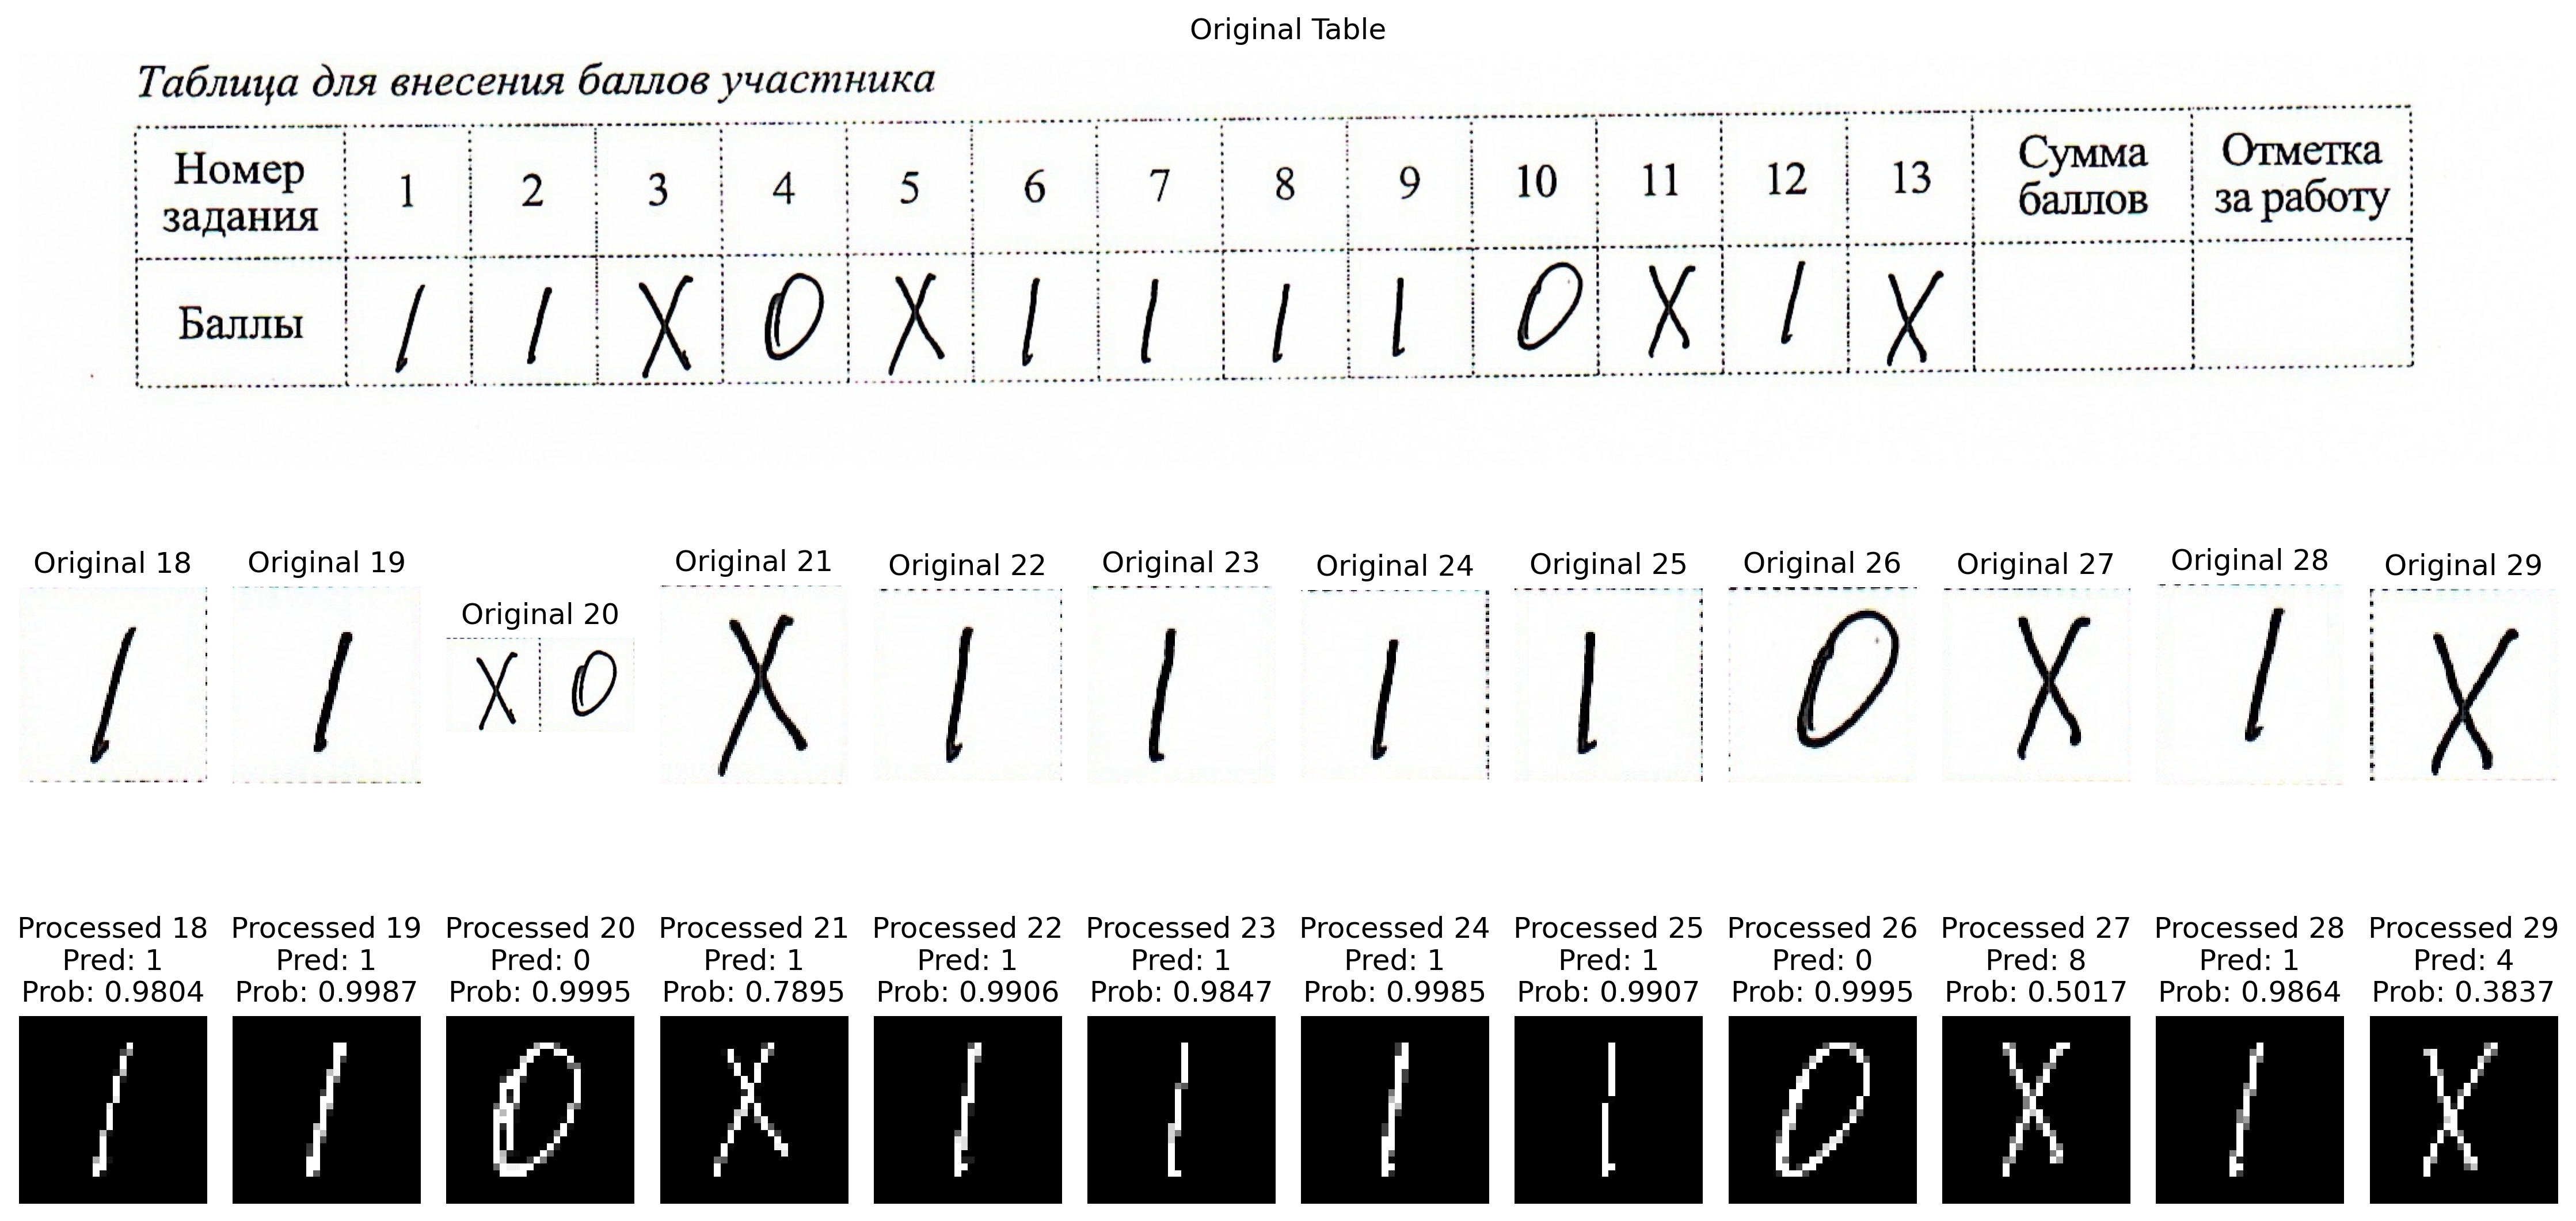 Original Table
Таблица для внесения баллов участника
Номер задания 1 2 3 4 5 6 7 8 9 10 11 12 13 Сумма баллов Отметка за работу
Баллы 1 1 X 0 X 1 1 1 1 0 X 1 X
Original 18 Original 19 Original 20 Original 21 Original 22 Original 23 Original 24 Original 25 Original 26 Original 27 Original 28 Original 29
1 1 X 0 X 1 1 1 1 0 X 1 X
Processed 18 Processed 19 Processed 20 Processed 21 Processed 22 Processed 23 Processed 24 Processed 25 Processed 26 Processed 27 Processed 28 Processed 29
Pred: 1 Pred: 1 Pred: 0 Pred: 1 Pred: 1 Pred: 1 Pred: 1 Pred: 1 Pred: 0 Pred: 8 Pred: 1 Pred: 4
Prob: 0.9804 Prob: 0.9987 Prob: 0.9995 Prob: 0.7895 Prob: 0.9906 Prob: 0.9847 Prob: 0.9985 Prob: 0.9907 Prob: 0.9995 Prob: 0.5017 Prob: 0.9864 Prob: 0.3837
1 1 0 X 1 1 1 1 0 X 1 X